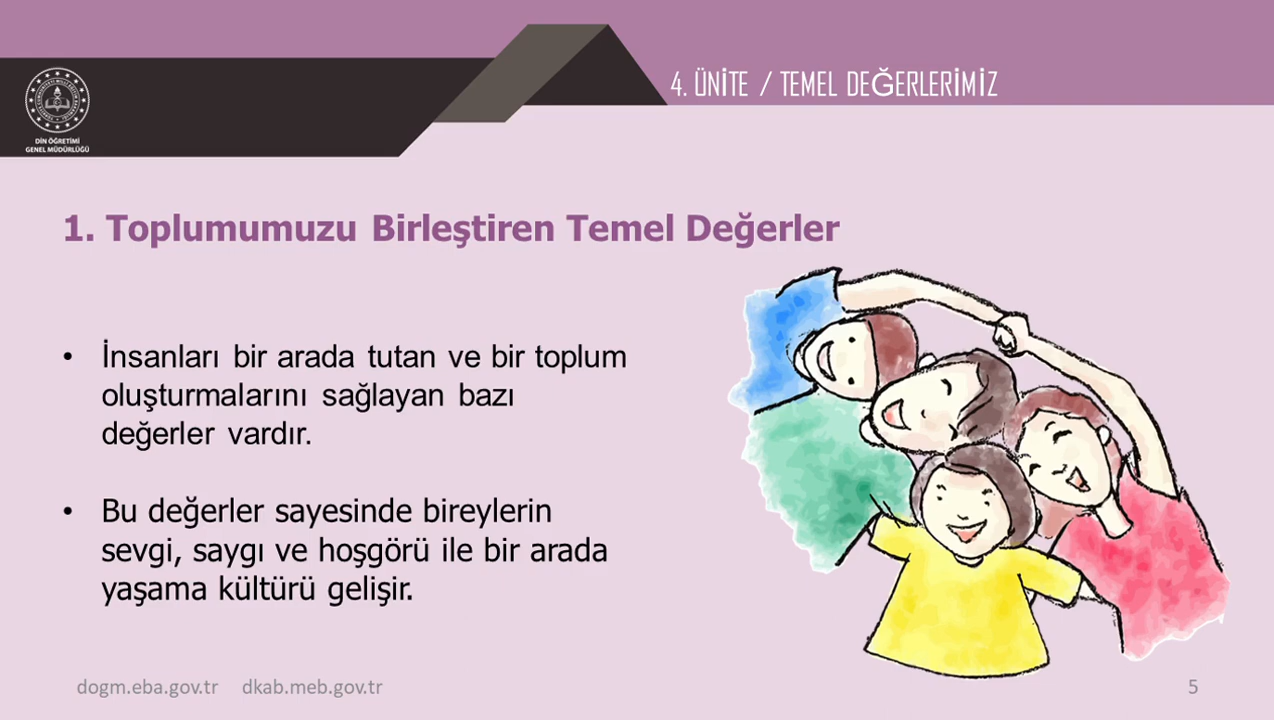 4. ÜNİTE / TEMEL DEĞERLERİMİZ
DİN ÖĞRETİMİ
GENEL MÜDÜRLÜĞÜ
1. Toplumumuzu Birleştiren Temel Değerler
• İnsanları bir arada tutan ve bir toplum
oluşturmalarını sağlayan bazı
değerler vardır.
• Bu değerler sayesinde bireylerin
sevgi, saygı ve hoşgörü ile bir arada
yaşama kültürü gelişir.
dogm.eba.gov.tr dkab.meb.gov.tr
5